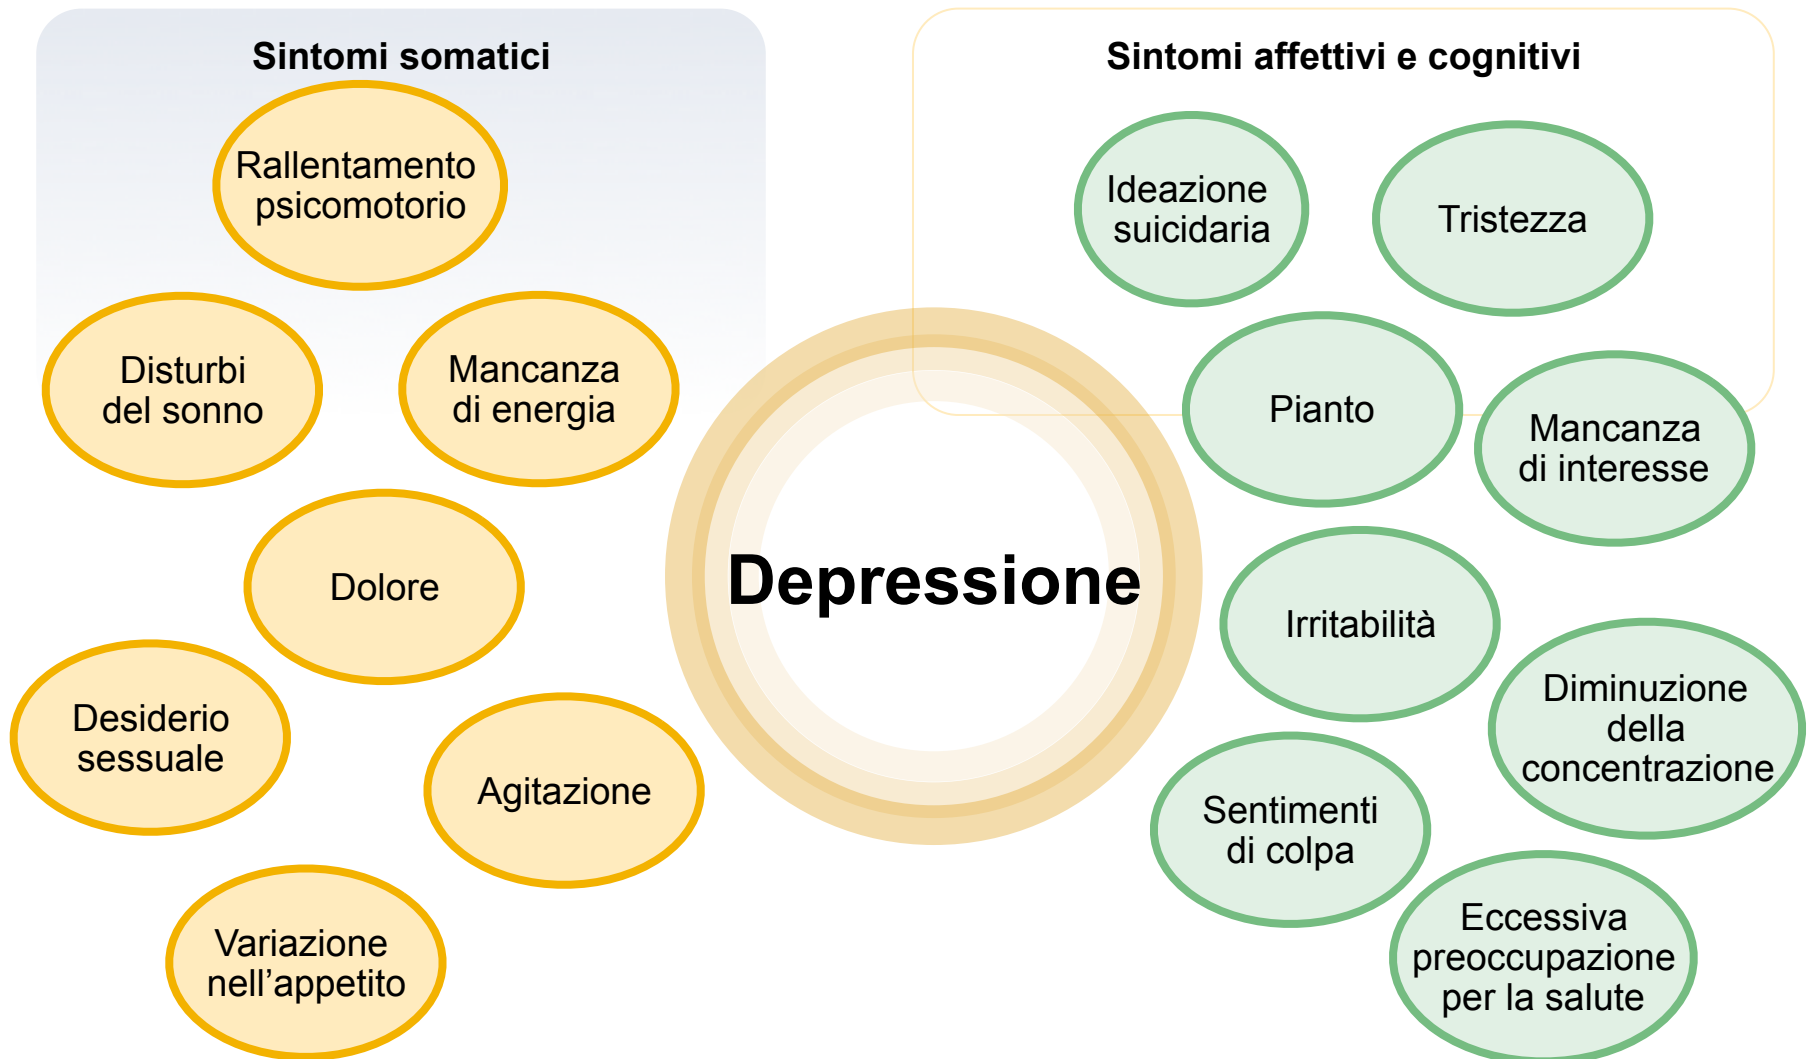 Sintomi somatici
Rallentamento
psicomotorio
Disturbi
del sonno
Mancanza
di energia
Dolore
Desiderio
sessuale
Agitazione
Variazione
nell’appetito
Depressione
Sintomi affettivi e cognitivi
Ideazione
suicidaria
Tristezza
Pianto
Mancanza
di interesse
Irritabilità
Diminuzione
della
concentrazione
Sentimenti
di colpa
Eccessiva
preoccupazione
per la salute